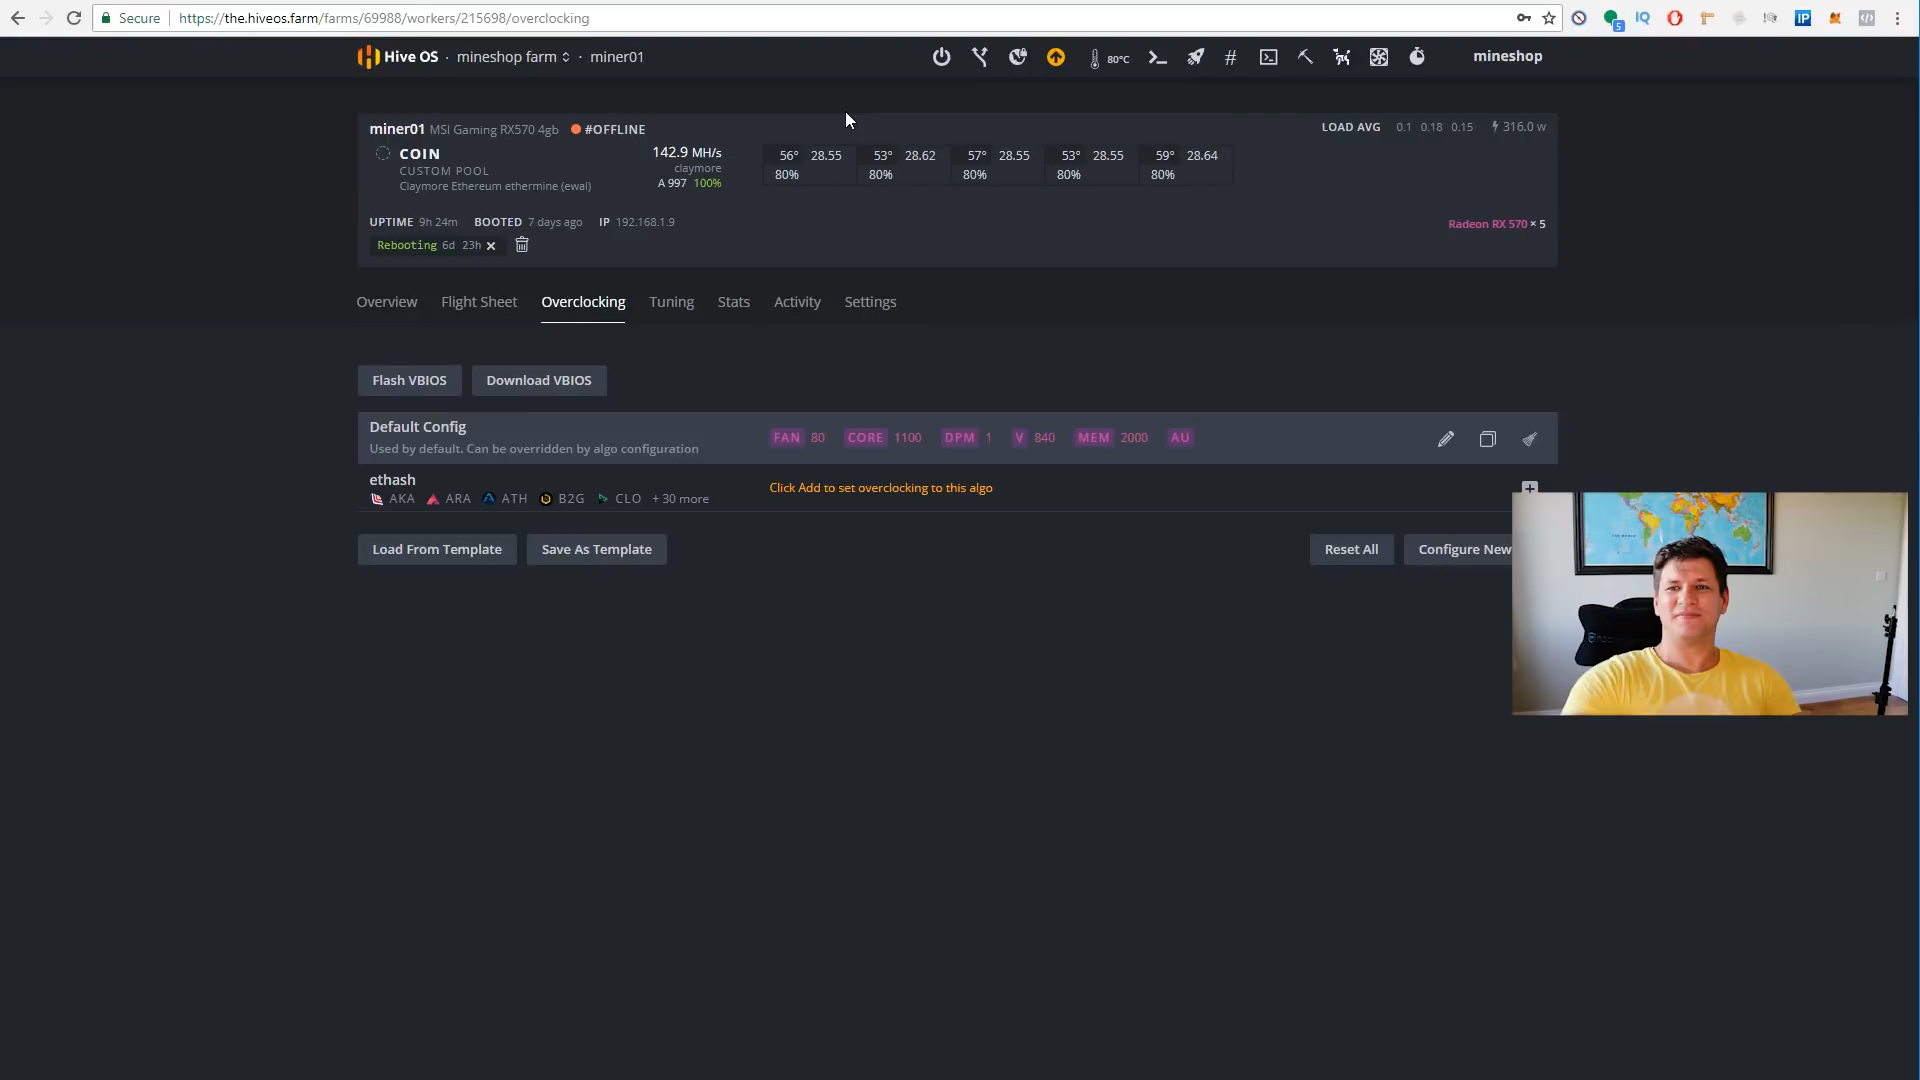 Secure
https://the.hiveos.farm/farms/69988/workers/215698/overclocking
5
IQ
IP
Hive OS · mineshop farm · miner01
80°C
mineshop
miner01 MSI Gaming RX570 4gb #OFFLINE
LOAD AVG 0.1 0.18 0.15 316.0 W
COIN
CUSTOM POOL
Claymore Ethereum ethermine (ewal)
142.9 MH/s
claymore
A 997 100%
56° 28.55 53° 28.62 57° 28.55 53° 28.55 59° 28.64
80% 80% 80% 80% 80%
UPTIME 9h 24m BOOTED 7 days ago IP 192.168.1.9
Radeon RX 570 × 5
Rebooting 6d 23h ×
Overview Flight Sheet Overclocking Tuning Stats Activity Settings
Flash VBIOS Download VBIOS
Default Config
Used by default. Can be overridden by algo configuration
FAN 80 CORE 1100 DPM 1 V 840 MEM 2000 AU
ethash
AKA ARA ATH B2G CLO + 30 more
Click Add to set overclocking to this algo
Load From Template Save As Template Reset All Configure New